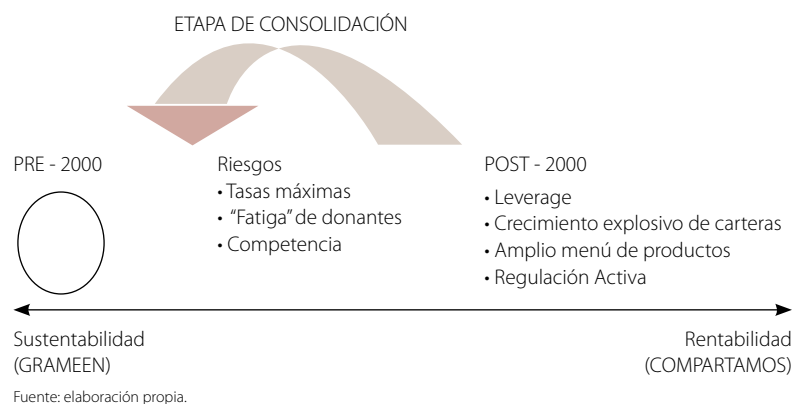 ETAPA DE CONSOLIDACIÓN
PRE - 2000
Riesgos
• Tasas máximas
• “Fatiga” de donantes
• Competencia
POST - 2000
• Leverage
• Crecimiento explosivo de carteras
• Amplio menú de productos
• Regulación Activa
Sustentabilidad
(GRAMEEN)
Rentabilidad
(COMPARTAMOS)
Fuente: elaboración propia.